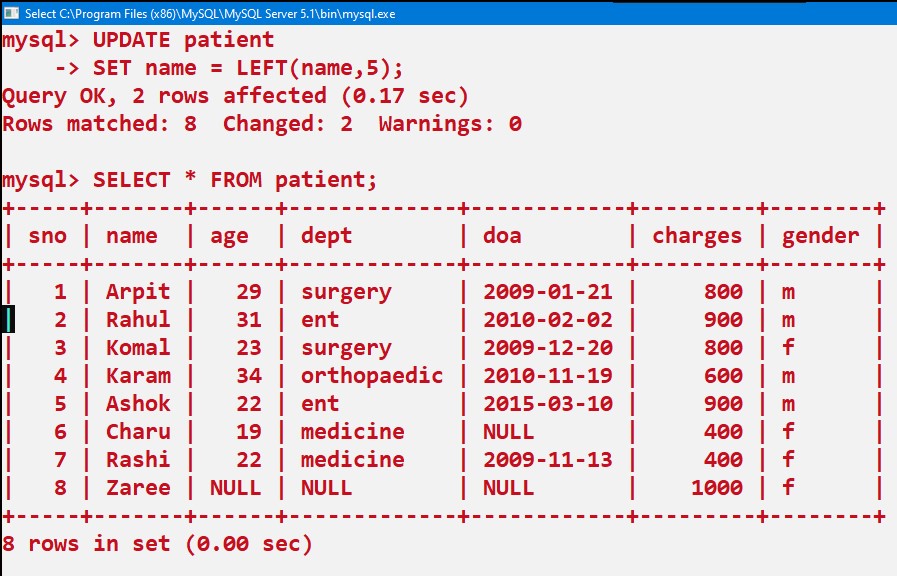 Select C:\Program Files (x86)\MySQL\MySQL Server 5.1\bin\mysql.exe
mysql> UPDATE patient
    -> SET name = LEFT(name,5);
Query OK, 2 rows affected (0.17 sec)
Rows matched: 8  Changed: 2  Warnings: 0

mysql> SELECT * FROM patient;
+-----+-------+------+-------------+------------+---------+--------+
| sno | name  | age  | dept        | doa        | charges | gender |
+-----+-------+------+-------------+------------+---------+--------+
|   1 | Arpit |   29 | surgery     | 2009-01-21 |     800 | m      |
|   2 | Rahul |   31 | ent         | 2010-02-02 |     900 | m      |
|   3 | Komal |   23 | surgery     | 2009-12-20 |     800 | f      |
|   4 | Karam |   34 | orthopaedic | 2010-11-19 |     600 | m      |
|   5 | Ashok |   22 | ent         | 2015-03-10 |     900 | m      |
|   6 | Charu |   19 | medicine    | NULL       |     400 | f      |
|   7 | Rashi |   22 | medicine    | 2009-11-13 |     400 | f      |
|   8 | Zaree | NULL | NULL        | NULL       |    1000 | f      |
+-----+-------+------+-------------+------------+---------+--------+
8 rows in set (0.00 sec)